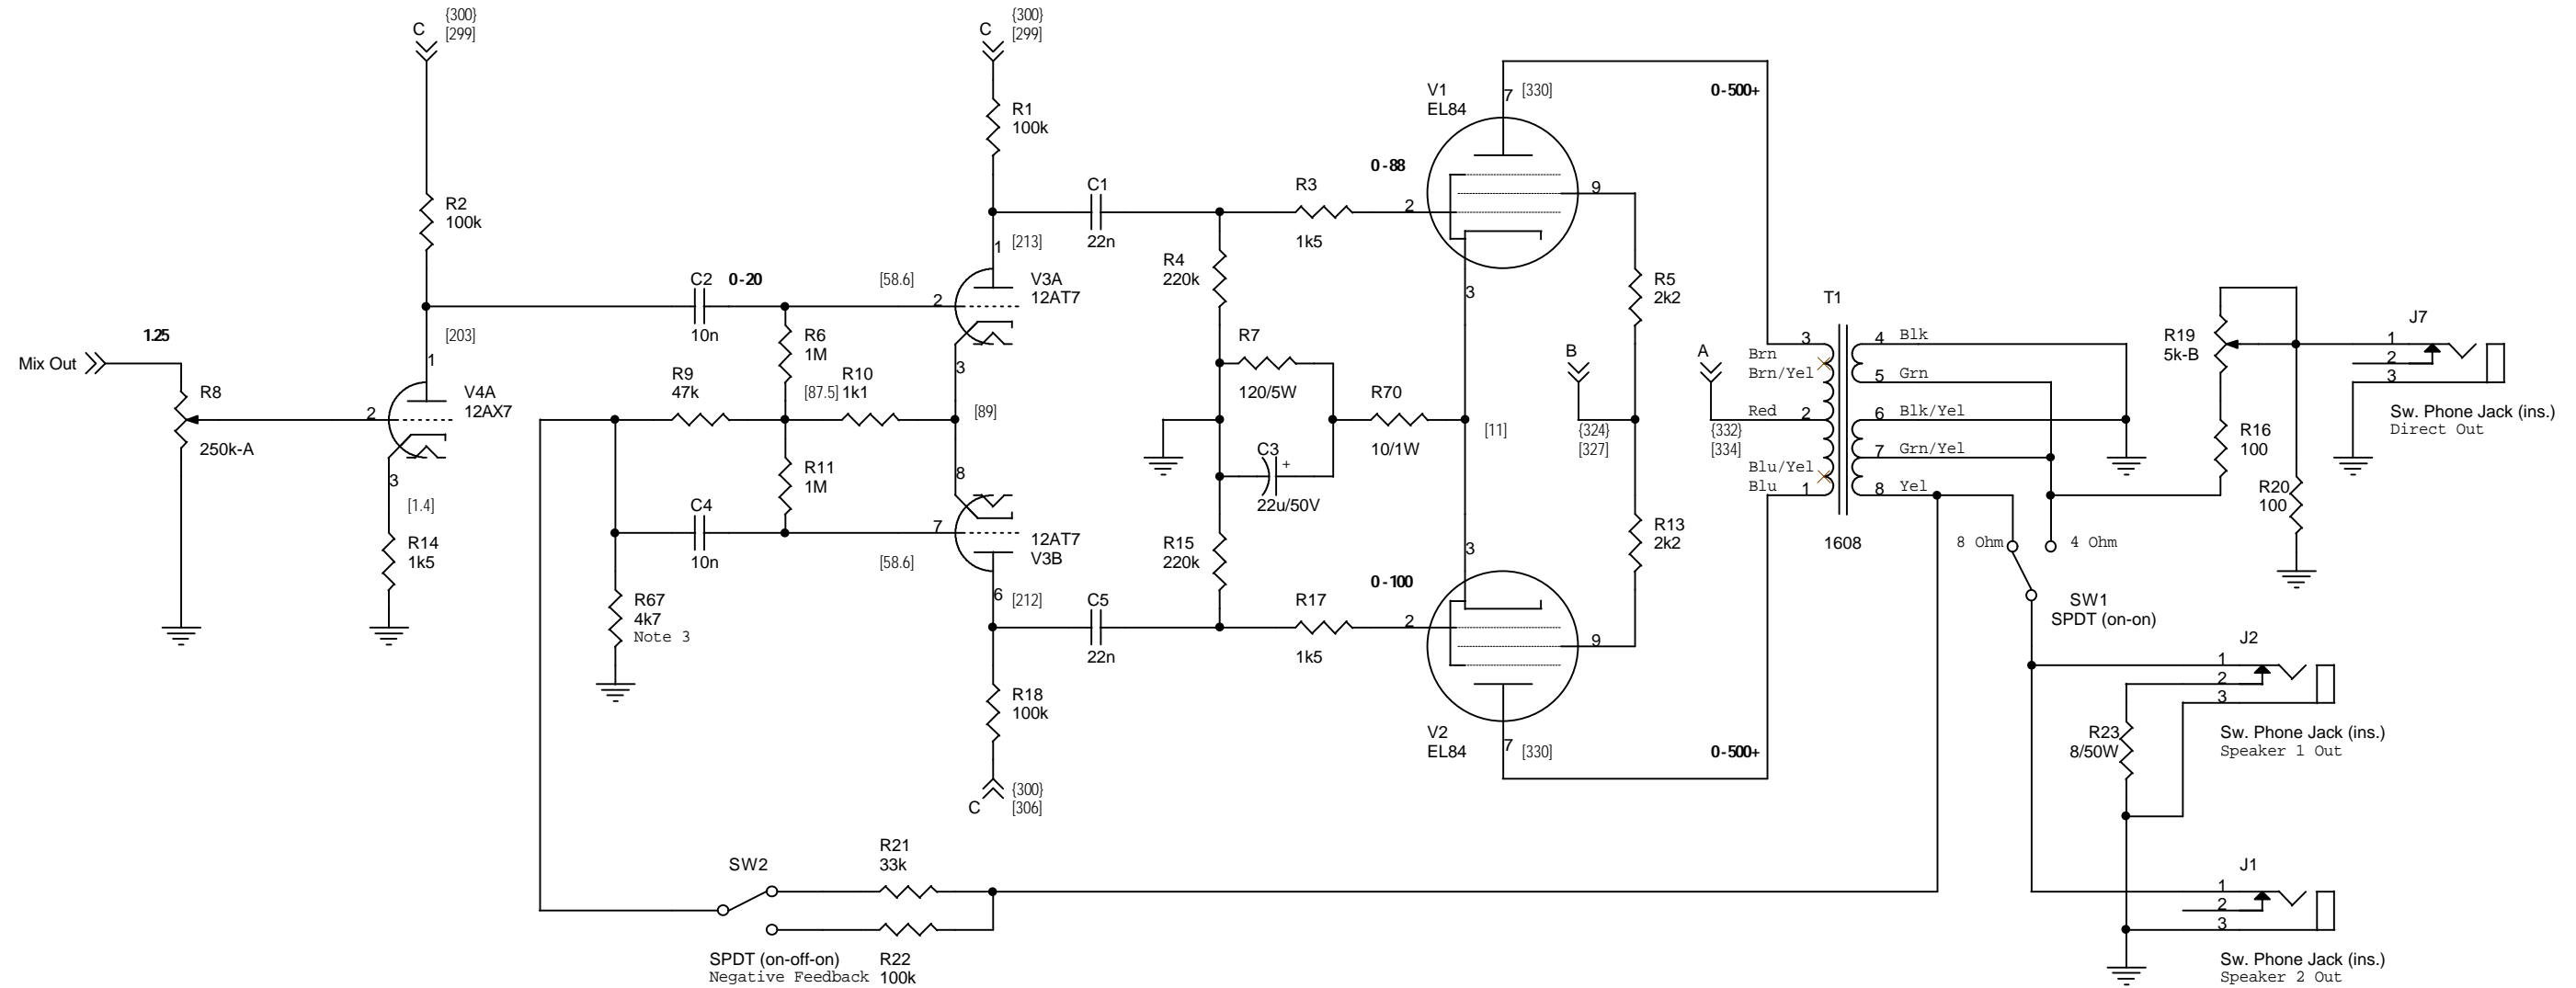 C
{300}
[299]
C
{300}
[299]
R1
100k
V1
EL84
7
[330]
0-500+
0-88
R2
100k
C1
22n
R3
1k5
2
9
1
[213]
R4
220k
R5
2k2
3
C2
0-20
10n
[58.6]
2
V3A
12AT7
T1
1.25
Mix Out
[203]
1
R6
1M
3
R7
120/5W
B
A
3
Brn
Brn/Yel
4
Blk
5
Grn
R19
5k-B
J7
1
2
3
R8
250k-A
2
V4A
12AX7
R9
47k
[87.5]
R10
1k1
[89]
R70
10/1W
[11]
{324}
[327]
Red
2
{332}
[334]
6
Blk/Yel
7
Grn/Yel
Sw. Phone Jack (ins.)
Direct Out
R16
100
3
[1.4]
R11
1M
8
C3
+
22u/50V
Blu/Yel
Blu
1
8
Yel
R20
100
R14
1k5
C4
10n
7
[58.6]
12AT7
V3B
R15
220k
3
R13
2k2
1608
8 Ohm
4 Ohm
R67
4k7
Note 3
6
[212]
C5
22n
0-100
R17
1k5
2
9
SW1
SPDT (on-on)
J2
1
2
3
R18
100k
V2
EL84
7
[330]
0-500+
R23
8/50W
Sw. Phone Jack (ins.)
Speaker 1 Out
C
{300}
[306]
SW2
R21
33k
J1
1
2
3
SPDT (on-off-on)
Negative Feedback
R22
100k
Sw. Phone Jack (ins.)
Speaker 2 Out